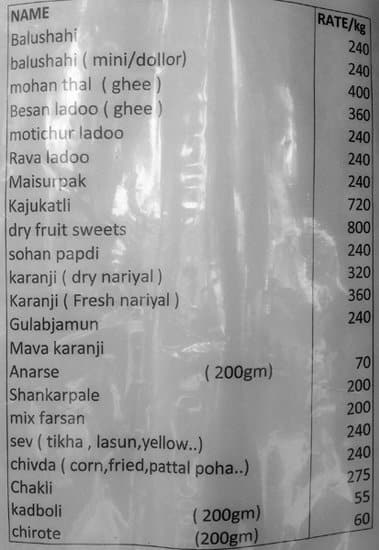 NAME RATE/kg
Balushahi 240
balushahi ( mini/dollor) 240
mohan thal ( ghee ) 400
Besan ladoo ( ghee ) 360
motichur ladoo 240
Rava ladoo 240
Maisurpak 240
Kajukatli 720
dry fruit sweets 800
sohan papdi 240
karanji ( dry nariyal ) 320
Karanji ( Fresh nariyal ) 360
Gulabjamun 240
Mava karanji
Anarse ( 200gm) 70
Shankarpale 200
mix farsan 200
sev ( tikha , lasun,yellow..) 240
chivda ( corn,fried,pattal poha..) 240
Chakli 275
kadboli ( 200gm) 55
chirote (200gm) 60